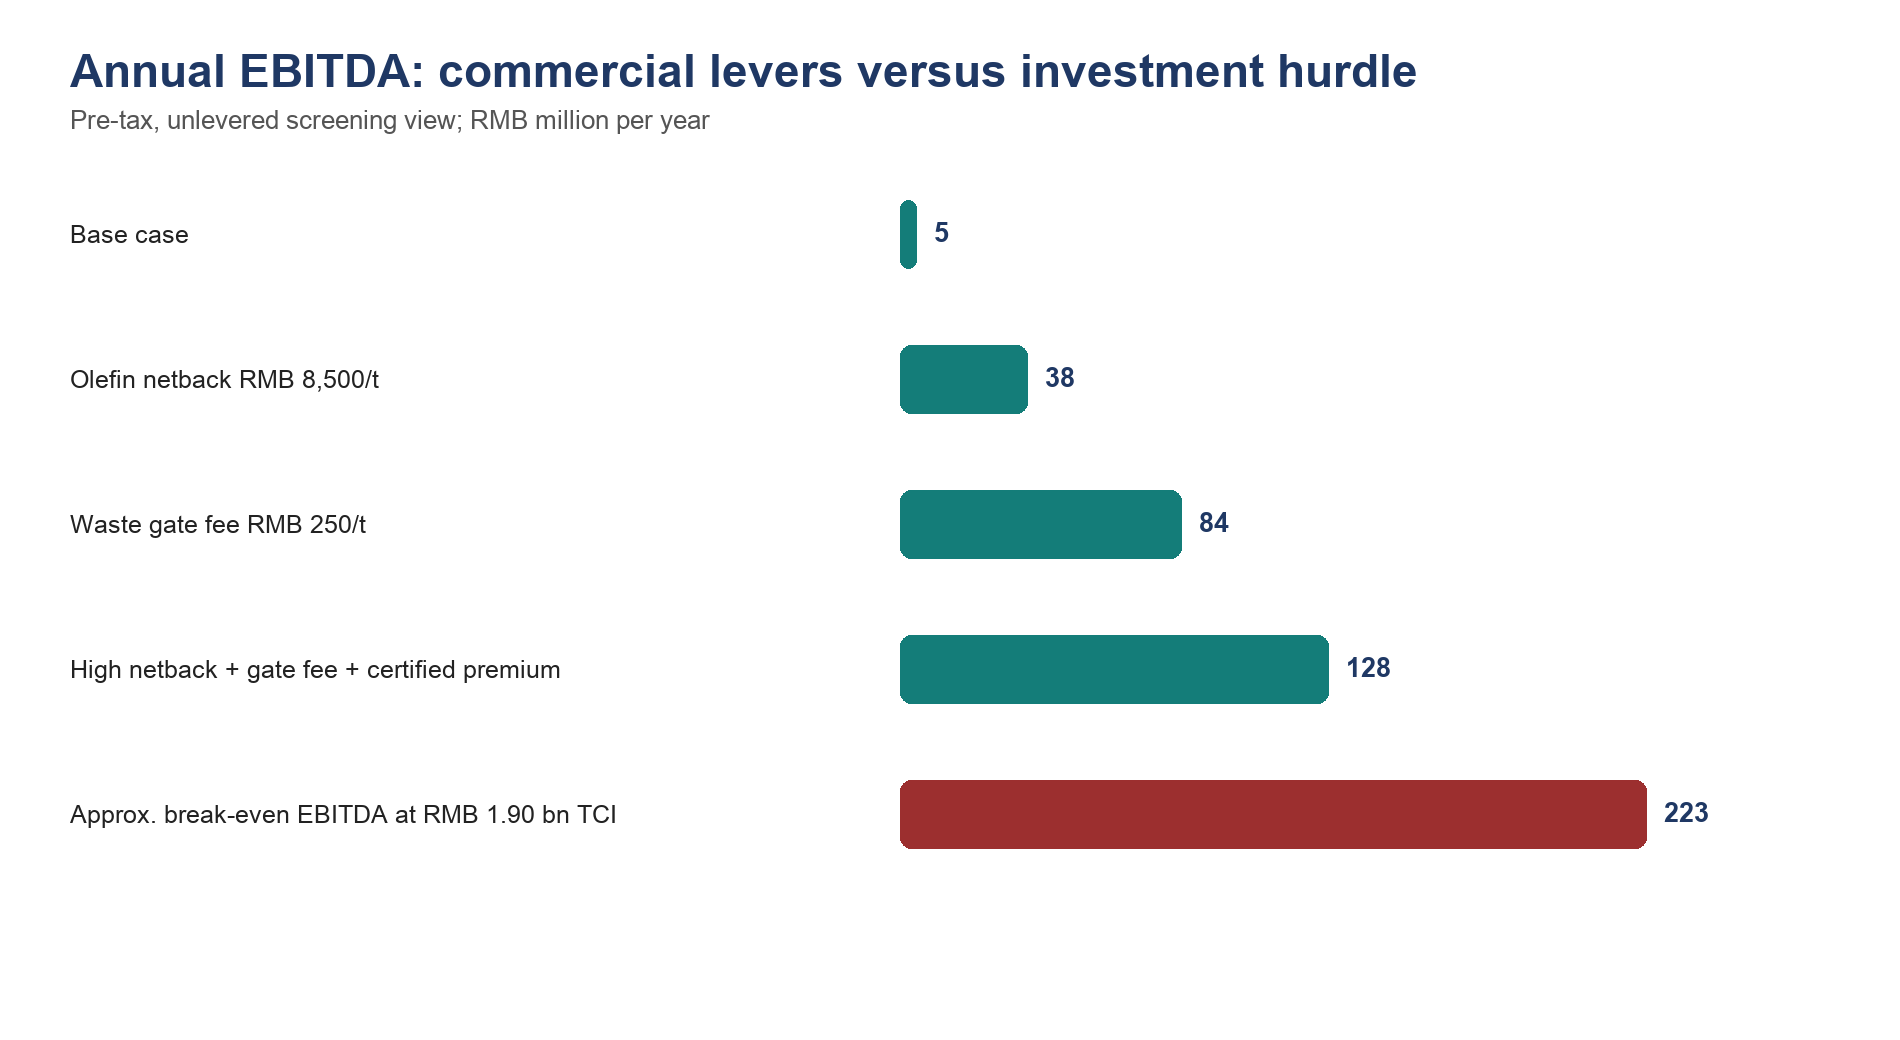 Annual EBITDA: commercial levers versus investment hurdle
Pre-tax, unlevered screening view; RMB million per year
Base case
5
Olefin netback RMB 8,500/t
38
Waste gate fee RMB 250/t
84
High netback + gate fee + certified premium
128
Approx. break-even EBITDA at RMB 1.90 bn TCI
223